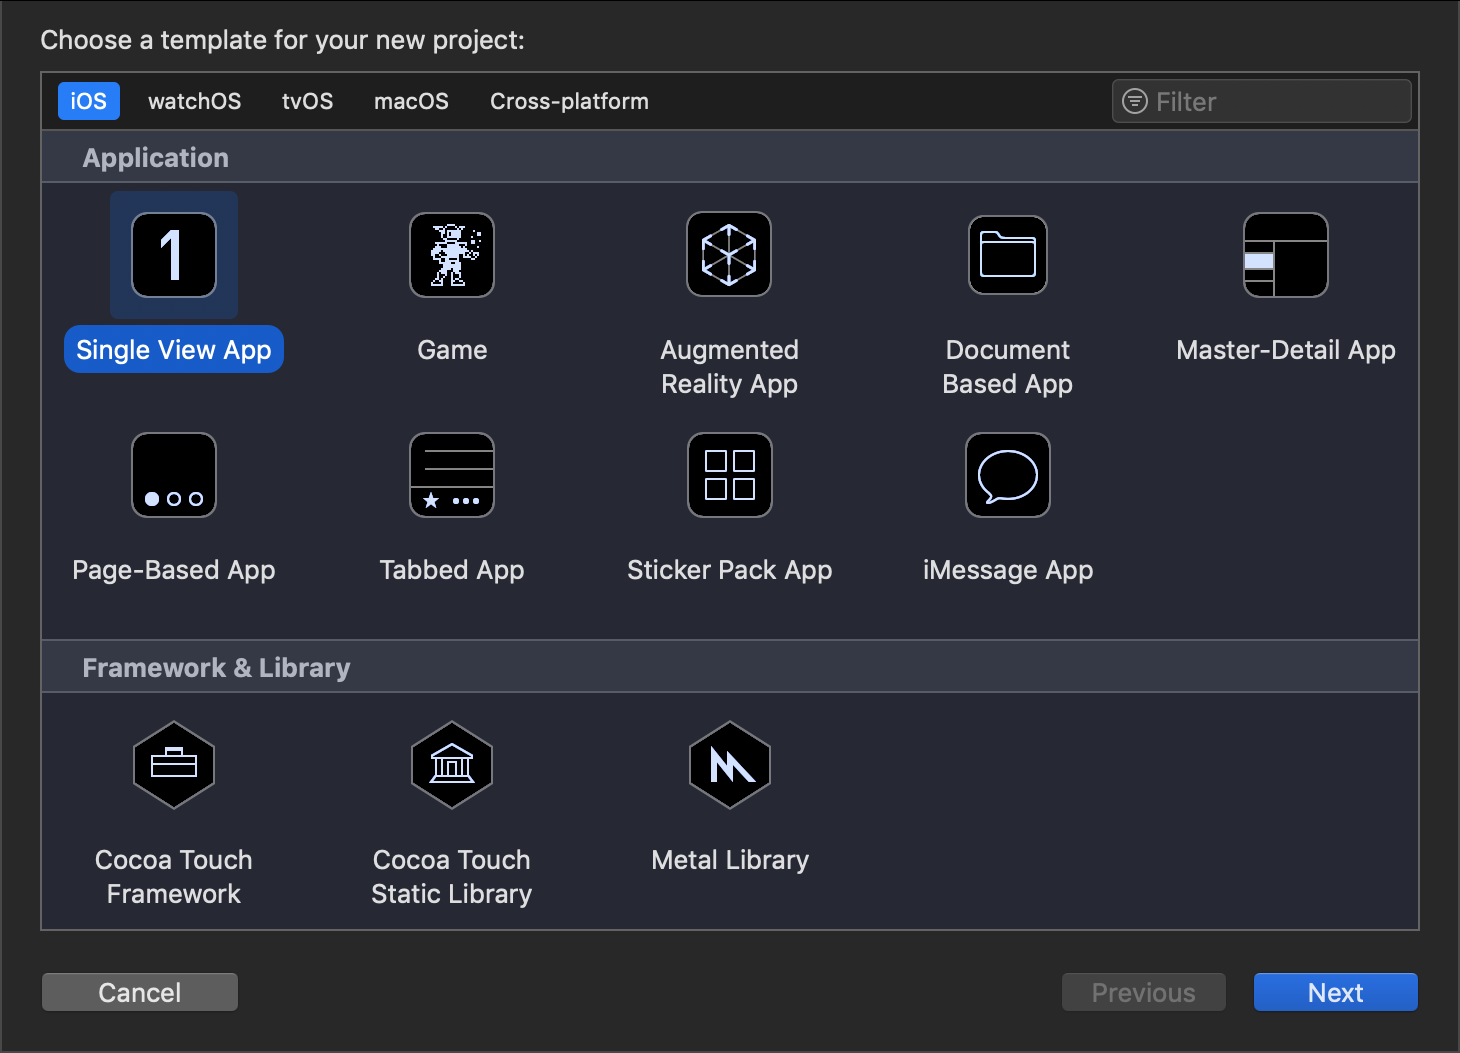 Choose a template for your new project:
iOS watchOS tvOS macOS Cross-platform Filter
Application
1
Single View App Game Augmented Reality App Document Based App Master-Detail App
Page-Based App Tabbed App Sticker Pack App iMessage App
Framework & Library
Cocoa Touch Framework Cocoa Touch Static Library Metal Library
Cancel Previous Next